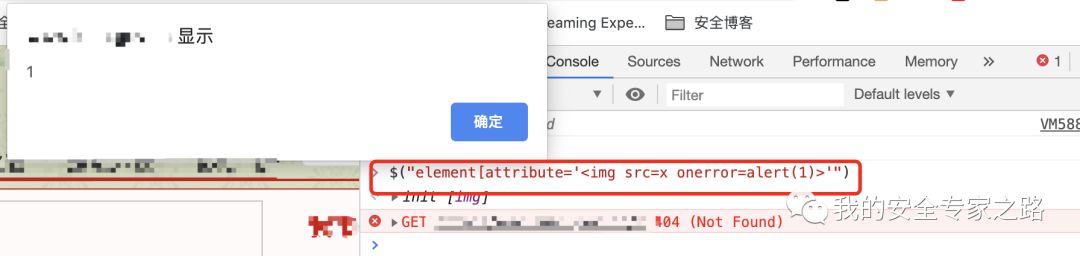 eaming Expe...
安全博客
显示
1
确定
Console Sources Network Performance Memory » 1
Filter
Default levels ▼
d
VM588
> $("element[attribute='<img src=x onerror=alert(1)>'")
init [img]
GET 404 (Not Found)
我的安全专家之路
>